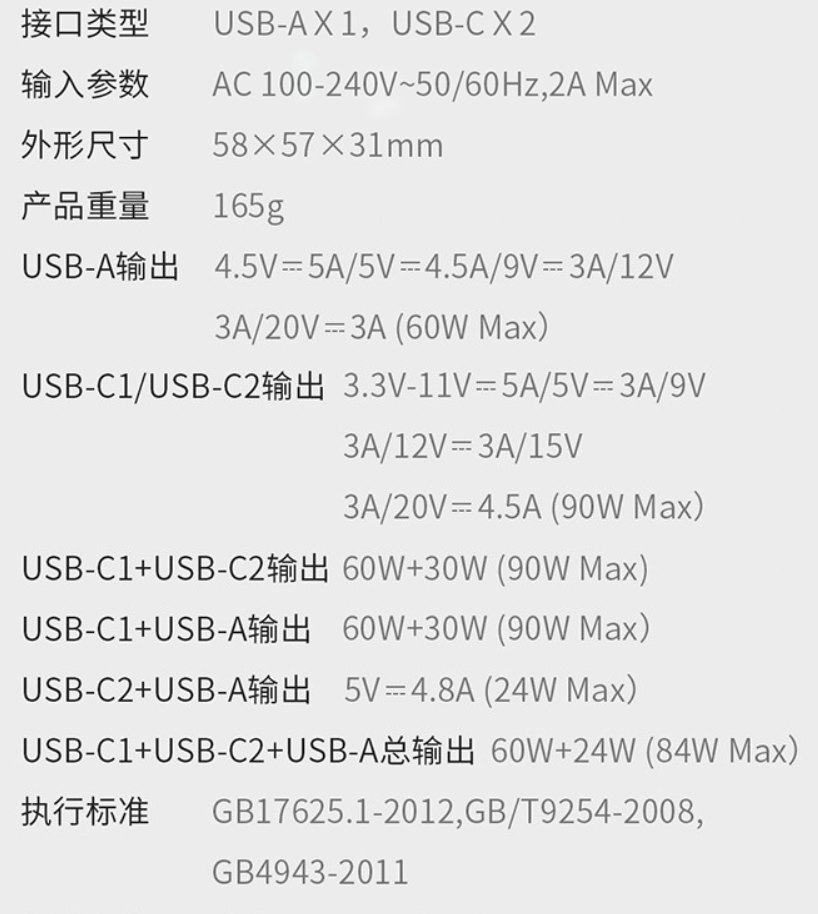 接口类型 USB-A X 1，USB-C X 2
输入参数 AC 100-240V~50/60Hz,2A Max
外形尺寸 58×57×31mm
产品重量 165g
USB-A输出 4.5V⎓5A/5V⎓4.5A/9V⎓3A/12V
3A/20V⎓3A (60W Max）
USB-C1/USB-C2输出 3.3V-11V⎓5A/5V⎓3A/9V
3A/12V⎓3A/15V
3A/20V⎓4.5A (90W Max）
USB-C1+USB-C2输出 60W+30W (90W Max)
USB-C1+USB-A输出 60W+30W (90W Max）
USB-C2+USB-A输出 5V⎓4.8A (24W Max）
USB-C1+USB-C2+USB-A总输出 60W+24W (84W Max）
执行标准 GB17625.1-2012,GB/T9254-2008,
GB4943-2011